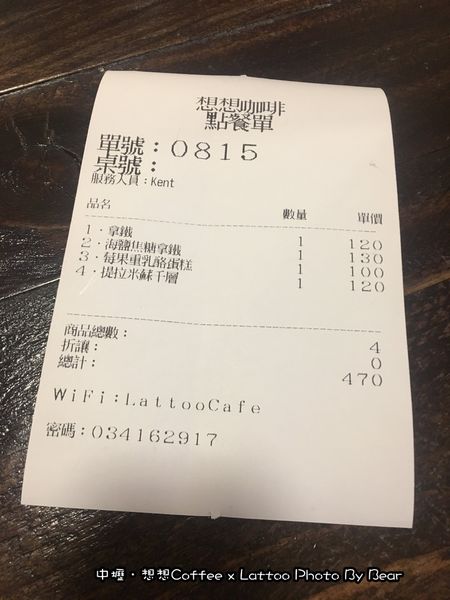 想想咖啡
點餐單
單號：0815
桌號：
服務人員：Kent
品名 數量 單價
1．拿鐵 1 120
2．海鹽焦糖拿鐵 1 130
3．莓果重乳酪蛋糕 1 100
4．提拉米蘇千層 1 120
商品總數： 4
折讓： 0
總計： 470
WiFi:LattooCafe
密碼：034162917
中壢．想想Coffee x Lattoo Photo By Bear